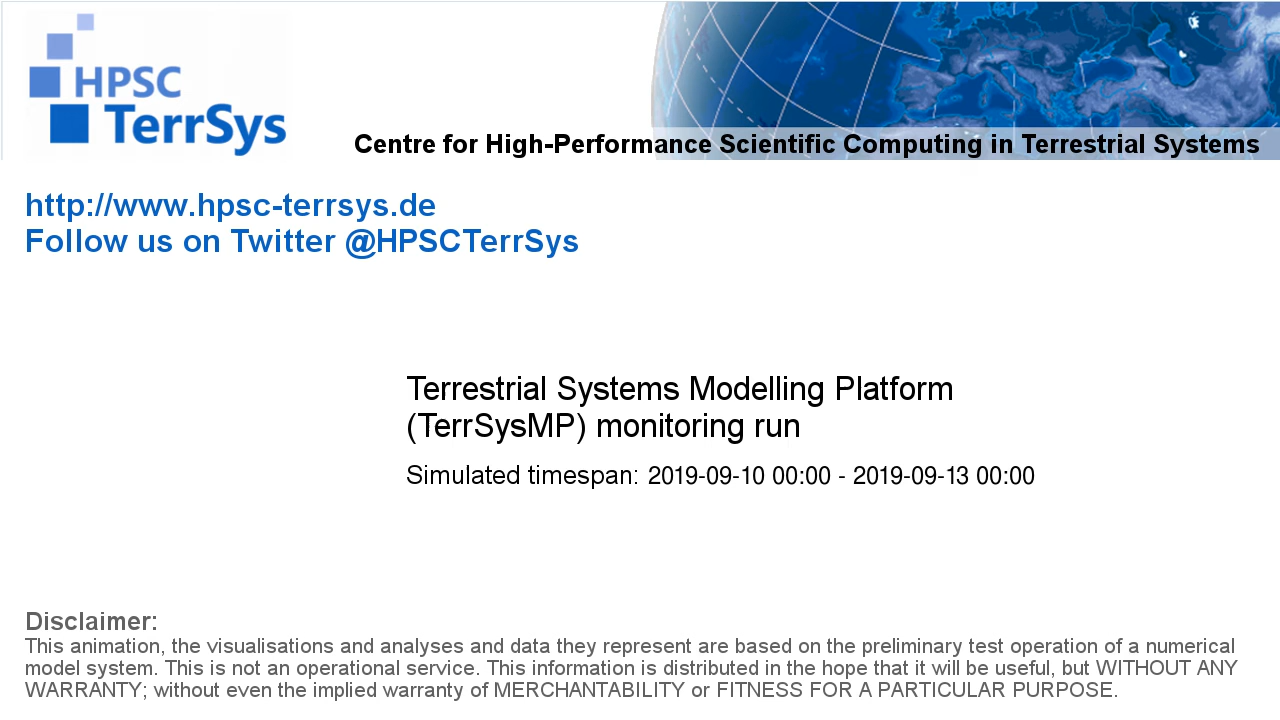 HPSC
TerrSys
Centre for High-Performance Scientific Computing in Terrestrial Systems
http://www.hpsc-terrsys.de
Follow us on Twitter @HPSCTerrSys
Terrestrial Systems Modelling Platform
(TerrSysMP) monitoring run
Simulated timespan: 2019-09-10 00:00 - 2019-09-13 00:00
Disclaimer:
This animation, the visualisations and analyses and data they represent are based on the preliminary test operation of a numerical
model system. This is not an operational service. This information is distributed in the hope that it will be useful, but WITHOUT ANY
WARRANTY; without even the implied warranty of MERCHANTABILITY or FITNESS FOR A PARTICULAR PURPOSE.